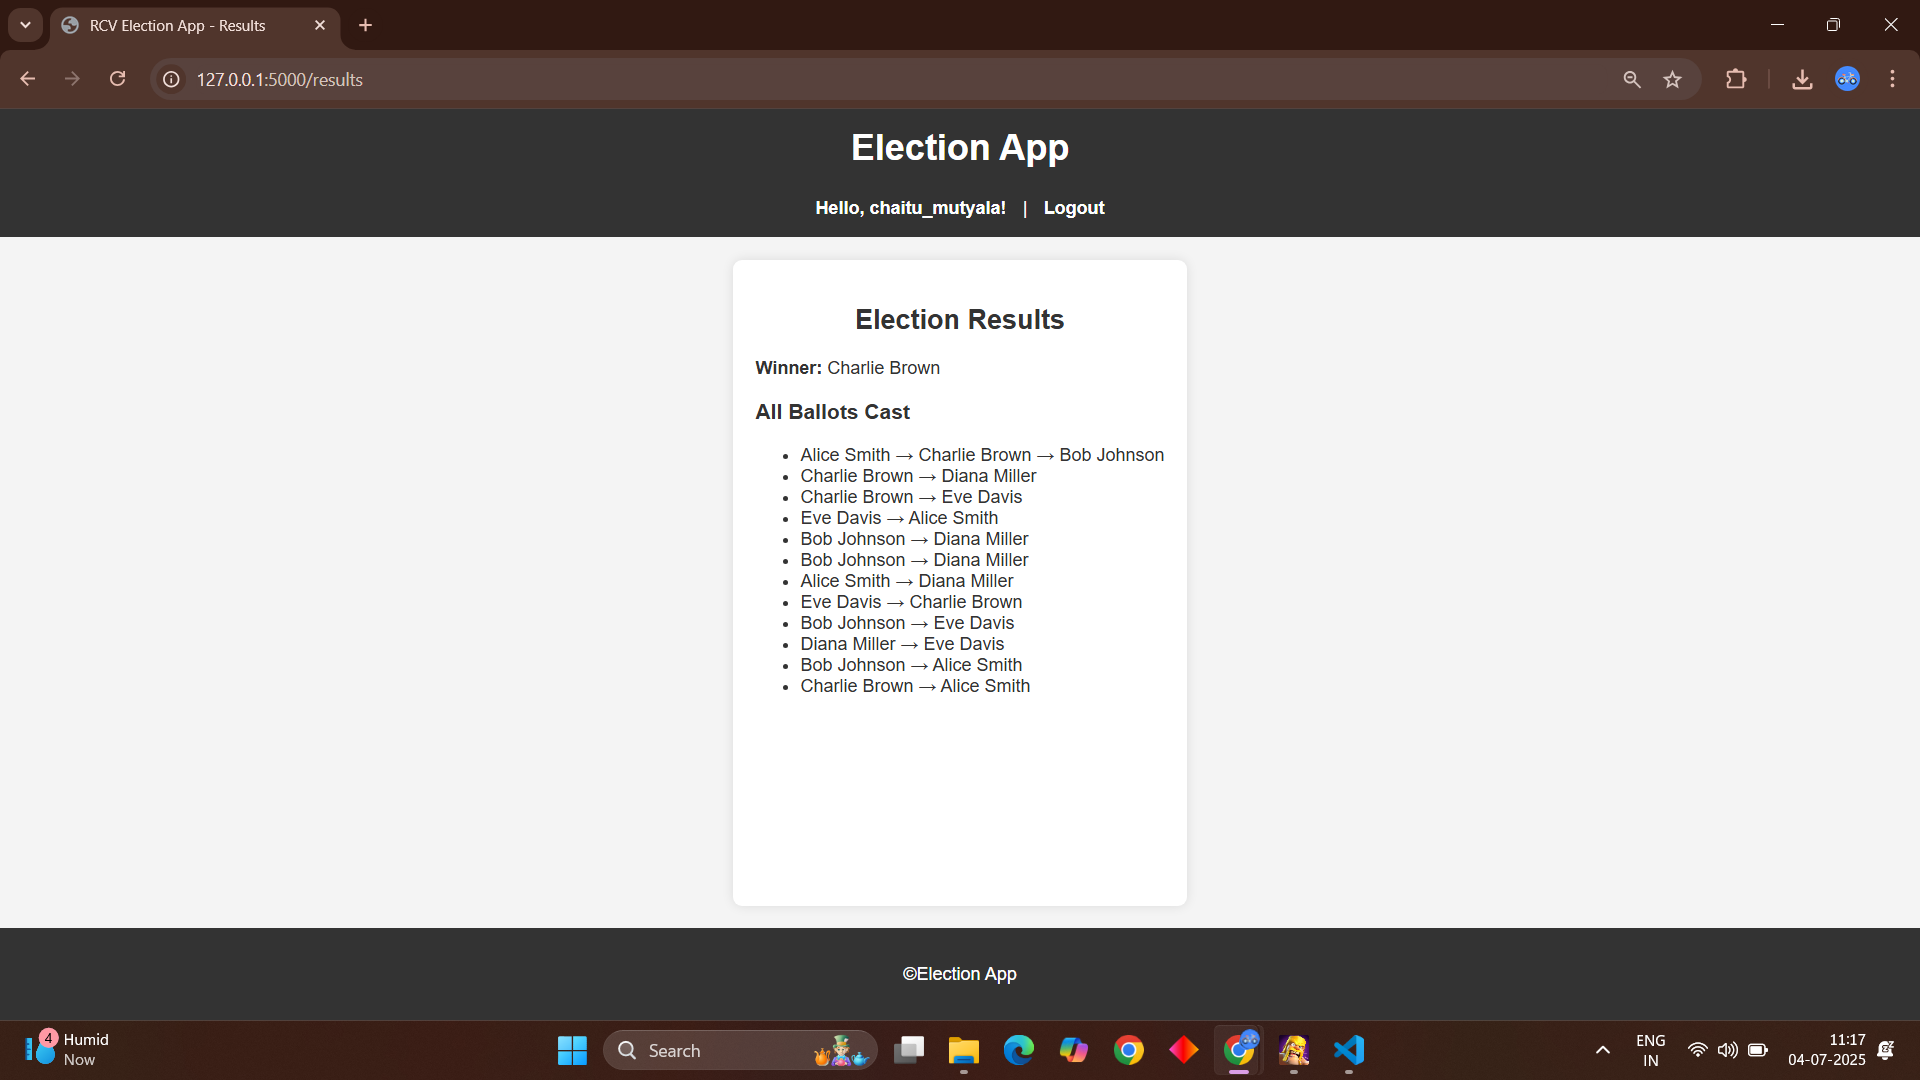 RCV Election App - Results
127.0.0.1:5000/results
Election App
Hello, chaitu_mutyala! | Logout
Election Results
Winner: Charlie Brown
All Ballots Cast
Alice Smith → Charlie Brown → Bob Johnson
Charlie Brown → Diana Miller
Charlie Brown → Eve Davis
Eve Davis → Alice Smith
Bob Johnson → Diana Miller
Bob Johnson → Diana Miller
Alice Smith → Diana Miller
Eve Davis → Charlie Brown
Bob Johnson → Eve Davis
Diana Miller → Eve Davis
Bob Johnson → Alice Smith
Charlie Brown → Alice Smith
©Election App
4
Humid
Now
Search
ENG
IN
11:17
04-07-2025